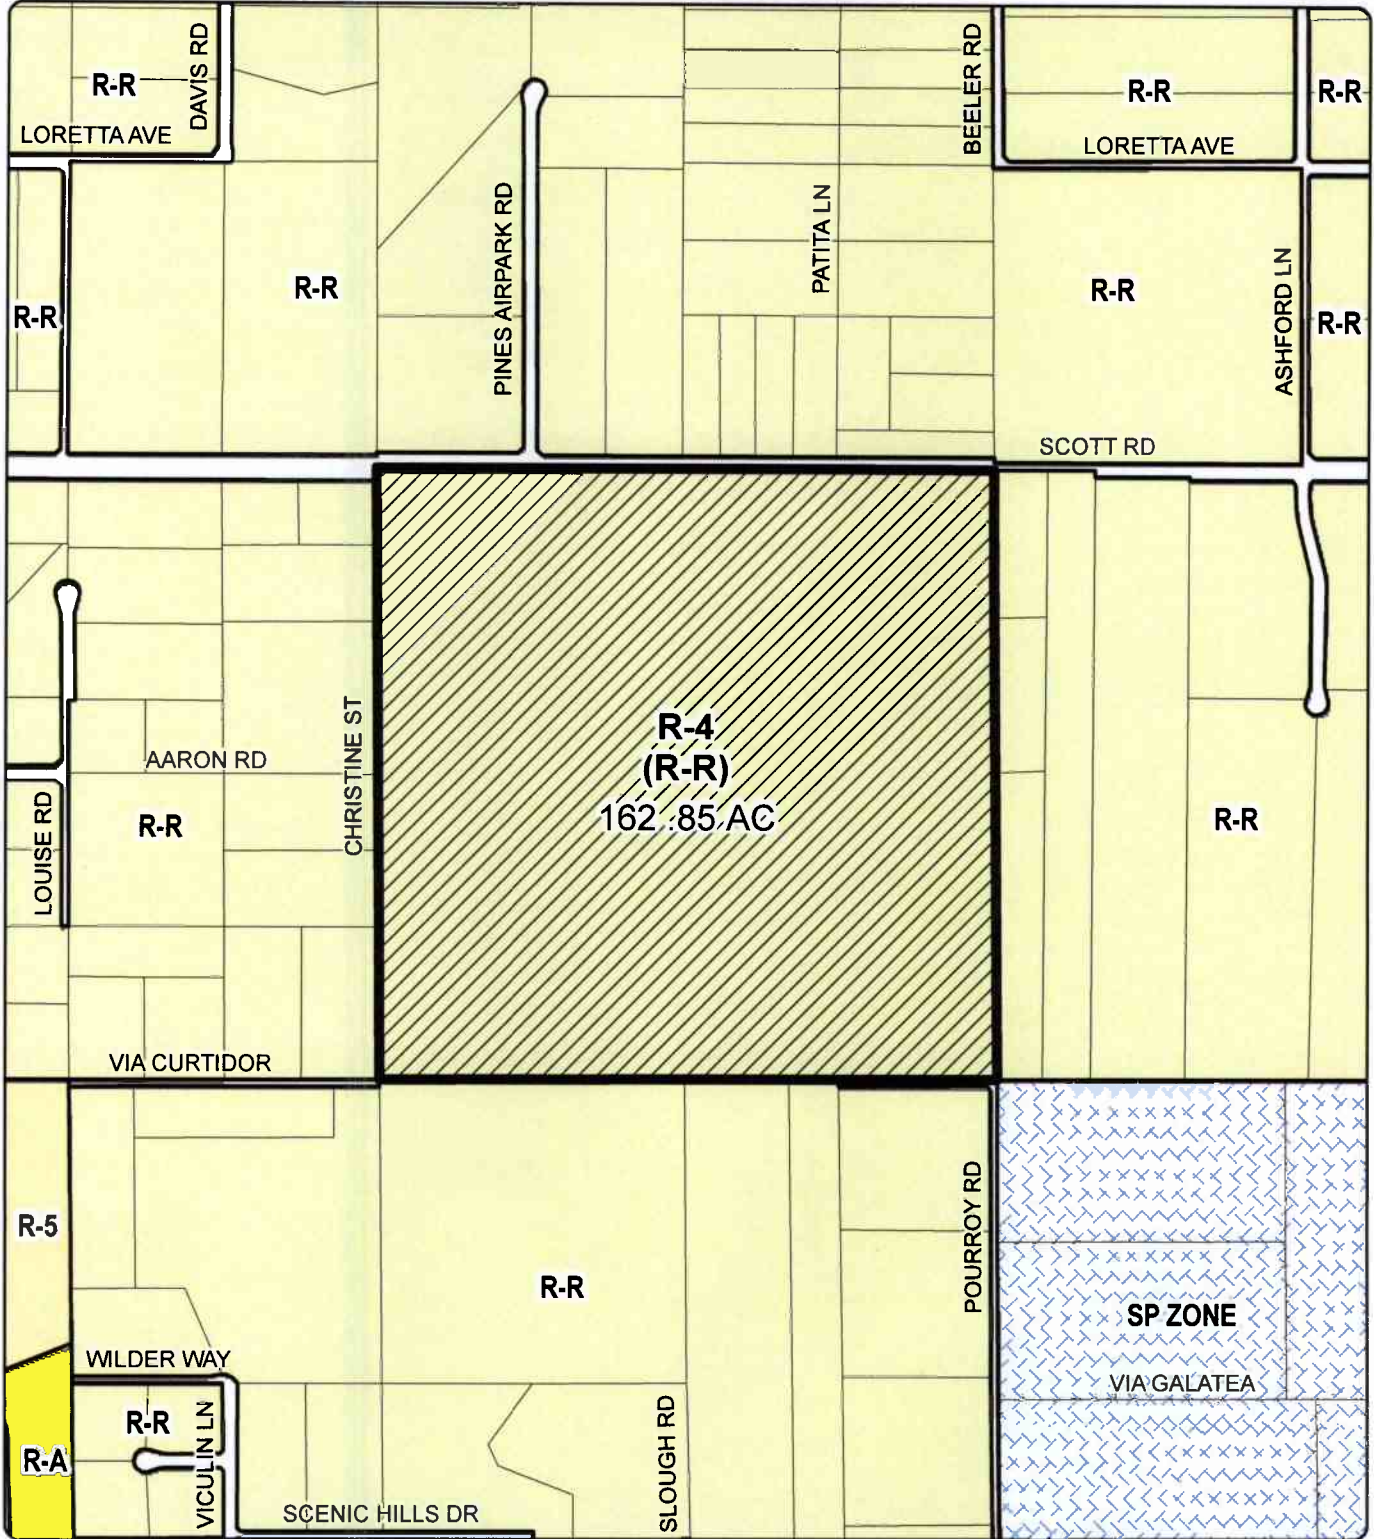 R-R
DAVIS RD
LORETTA AVE
BEELER RD
R-R
R-R
LORETTA AVE
PINES AIRPARK RD
PATITA LN
R-R
R-R
R-R
ASHFORD LN
R-R
SCOTT RD
CHRISTINE ST
R-4
(R-R)
162 .85 AC
AARON RD
LOUISE RD
R-R
R-R
VIA CURTIDOR
R-5
POURROY RD
R-R
SP ZONE
WILDER WAY
VIA GALATEA
R-R
VICULIN LN
R-A
SLOUGH RD
SCENIC HILLS DR